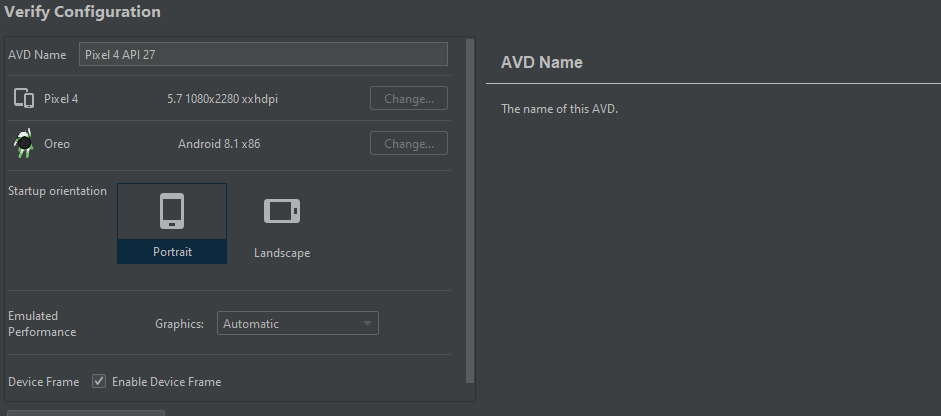 Verify Configuration
AVD Name Pixel 4 API 27
Pixel 4 5.7 1080x2280 xxhdpi Change...
Oreo Android 8.1 x86 Change...
Startup orientation
Portrait Landscape
Emulated
Performance Graphics: Automatic
Device Frame Enable Device Frame
AVD Name
The name of this AVD.